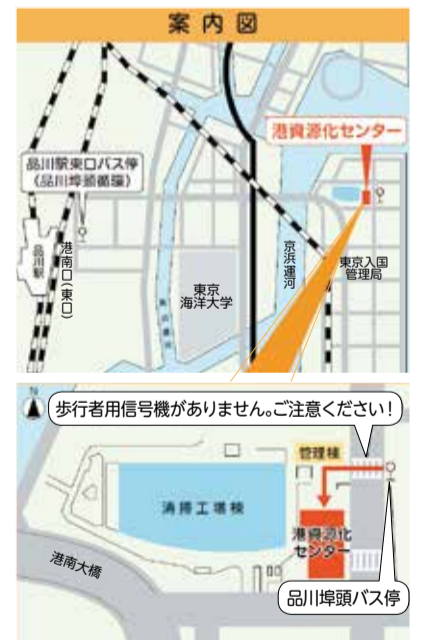 案内図
港資源化センター
品川駅東口バス停
(品川埠頭循環)
品川駅
港南口(東口)
東京
海洋大学
京浜運河
東京入国
管理局
歩行者用信号機がありません。ご注意ください!
管理棟
清掃工場棟
港資源化
センター
港南大橋
品川埠頭バス停